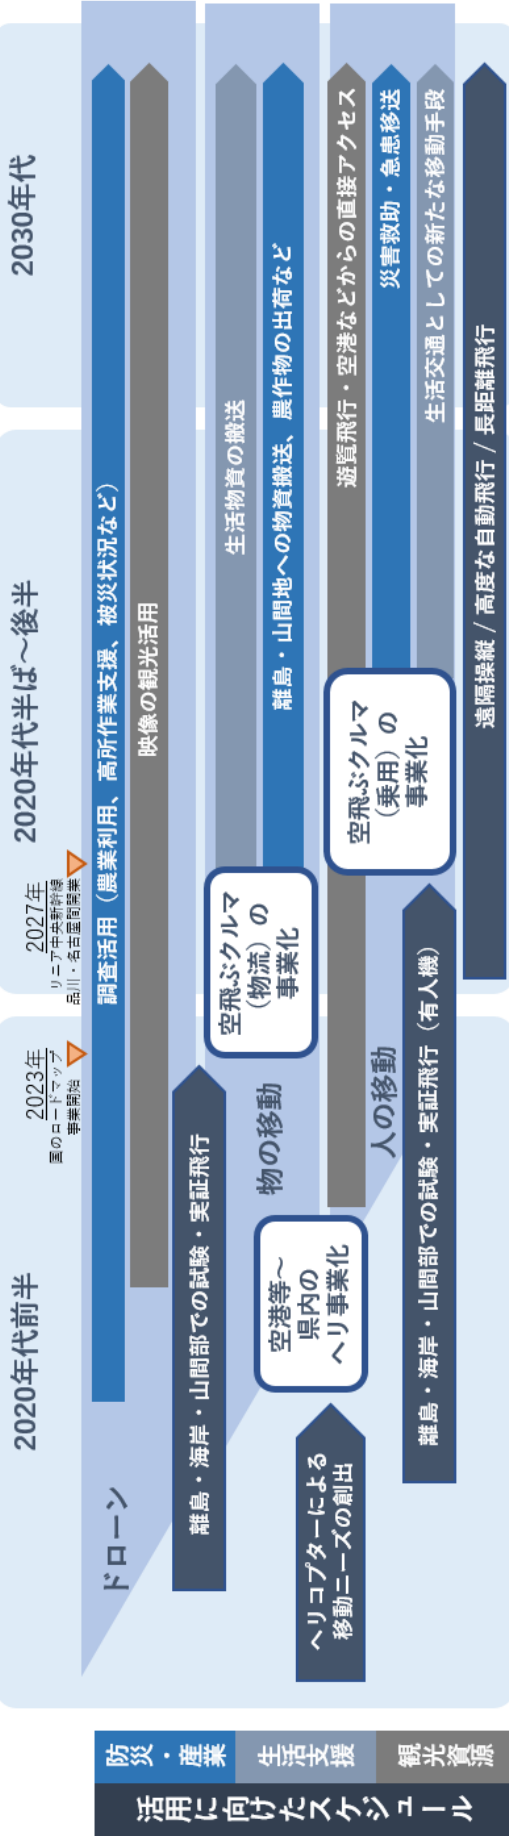 活用に向けたスケジュール
防災・産業
生活支援
観光資源
2020年代前半
2020年代半ば～後半
2030年代
2023年
国のロードマップ
事業開始
2027年
リニア中央新幹線
品川・名古屋間開業
ドローン
調査活用（農業利用、高所作業支援、被災状況など）
映像の観光活用
離島・海岸・山間部での試験・実証飛行
物の移動
空飛ぶクルマ
（物流）の
事業化
生活物資の搬送
離島・山間地への物資搬送、農作物の出荷など
ヘリコプターによる
移動ニーズの創出
空港等～
県内の
ヘリ事業化
人の移動
遊覧飛行・空港などからの直接アクセス
空飛ぶクルマ
（乗用）の
事業化
災害救助・急患移送
生活交通としての新たな移動手段
離島・海岸・山間部での試験・実証飛行（有人機）
遠隔操縦 / 高度な自動飛行 / 長距離飛行